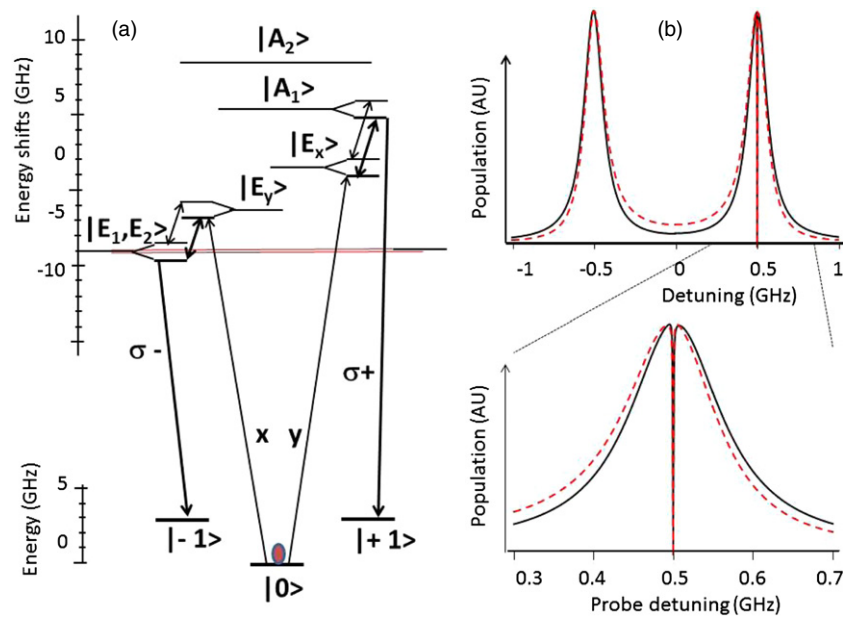 (a)
Energy shifts (GHz)
10
5
0
-5
-10
|A₂>
|A₁>
|Eₓ>
|E_y>
|E₁,E₂>
σ -
σ+
x
y
Energy (GHz)
5
0
|- 1>
|+ 1>
|0>
(b)
Population (AU)
-1
-0.5
0
0.5
1
Detuning (GHz)
Population (AU)
0.3
0.4
0.5
0.6
0.7
Probe detuning (GHz)